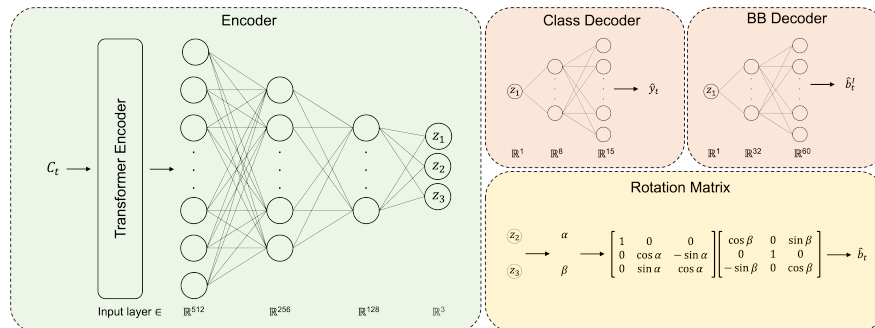 Encoder
C_t
Transformer Encoder
z_1
z_2
z_3
Input layer ∈ ℝ^512 ℝ^256 ℝ^128 ℝ^3
Class Decoder
z_1
ŷ_t
ℝ^1 ℝ^8 ℝ^15
BB Decoder
z_1
b̂_t^I
ℝ^1 ℝ^32 ℝ^60
Rotation Matrix
z_2 α
z_3 β
1 0 0 cos β 0 sin β
0 cos α − sin α 0 1 0 b̂_t
0 sin α cos α − sin β 0 cos β